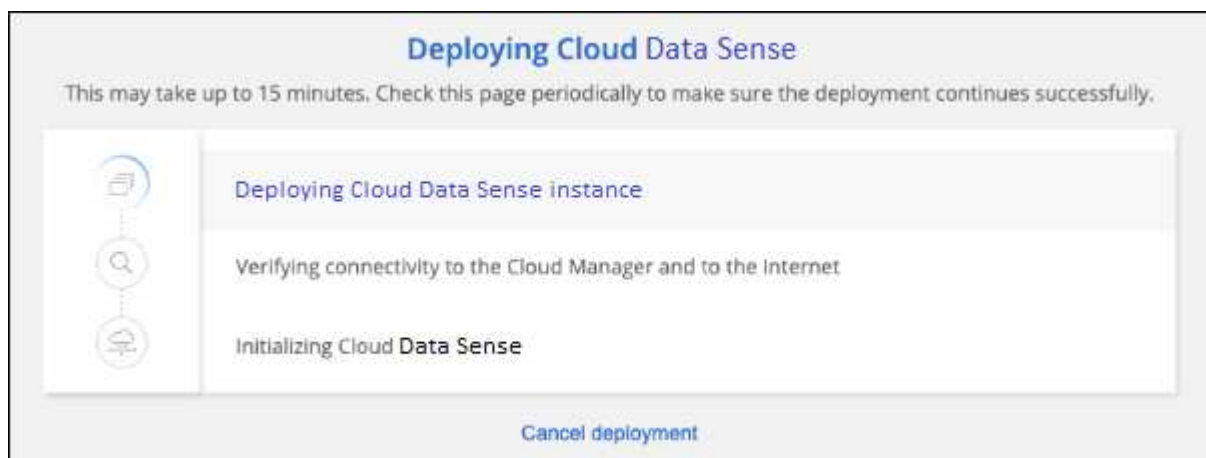 Deploying Cloud Data Sense
This may take up to 15 minutes. Check this page periodically to make sure the deployment continues successfully.
Deploying Cloud Data Sense instance
Verifying connectivity to the Cloud Manager and to the Internet
Initializing Cloud Data Sense
Cancel deployment